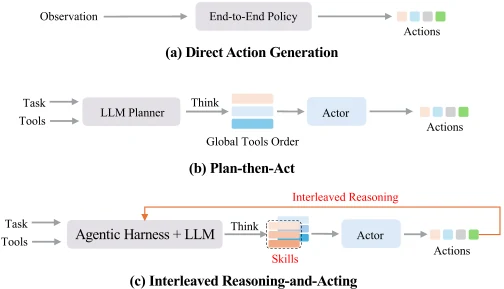 Observation
End-to-End Policy
Actions
(a) Direct Action Generation
Task
Tools
LLM Planner
Think
Global Tools Order
Actor
Actions
(b) Plan-then-Act
Interleaved Reasoning
Task
Tools
Agentic Harness + LLM
Think
Skills
Actor
Actions
(c) Interleaved Reasoning-and-Acting